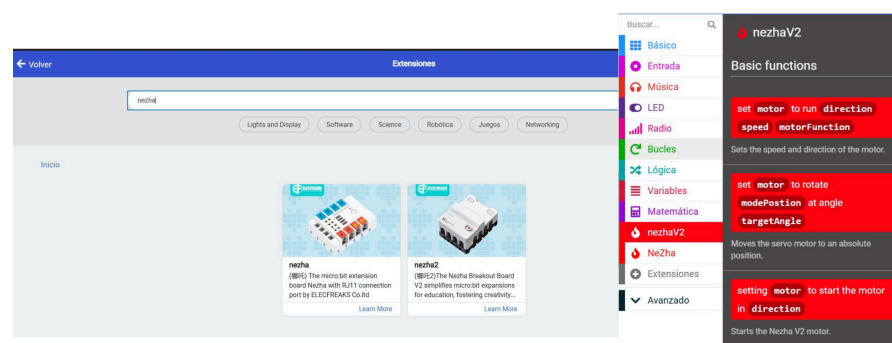 Volver
Extensiones
nezha
Lights and Display
Software
Science
Robótica
Juegos
Networking
Inicio
ELECFREAKS
nezha
(哪吒) The micro:bit extension
board Nezha with RJ11 connection
port by ELECFREAKS Co.ltd
Learn More
ELECFREAKS
nezha2
(哪吒2)The Nezha Breakout Board
V2 simplifies micro:bit expansions
for education, fostering creativity...
Learn More
Buscar...
Básico
Entrada
Música
LED
Radio
Bucles
Lógica
Variables
Matemática
nezhaV2
NeZha
Extensiones
Avanzado
nezhaV2
Basic functions
set motor to run direction
speed motorFunction
Sets the speed and direction of the motor.
set motor to rotate
modePostion at angle
targetAngle
Moves the servo motor to an absolute
position.
setting motor to start the motor
in direction
Starts the Nezha V2 motor.